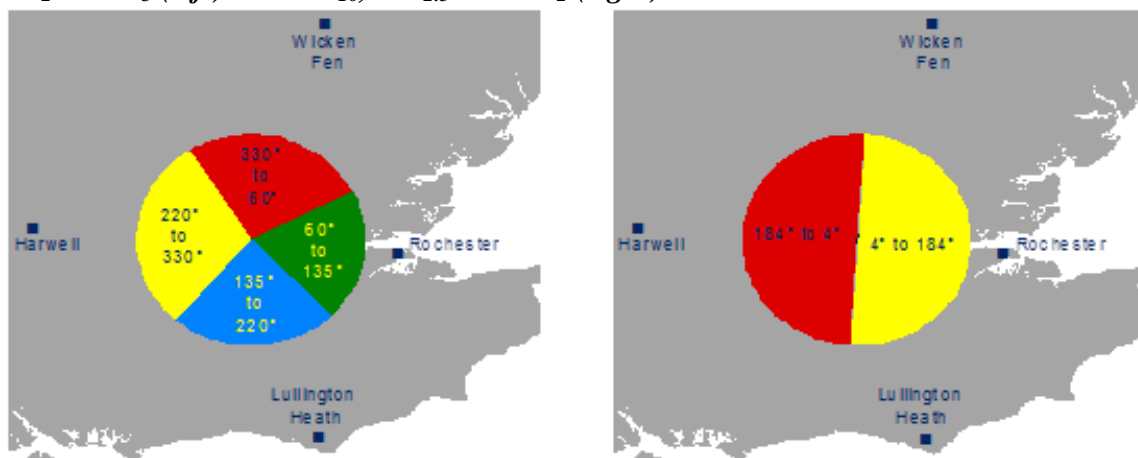 Wicken
Fen
330°
to
60°
220°
to
330°
60°
to
135°
135°
to
220°
Harwell
Rochester
Lullington
Heath
Wicken
Fen
184° to 4°
4° to 184°
Harwell
Rochester
Lullington
Heath